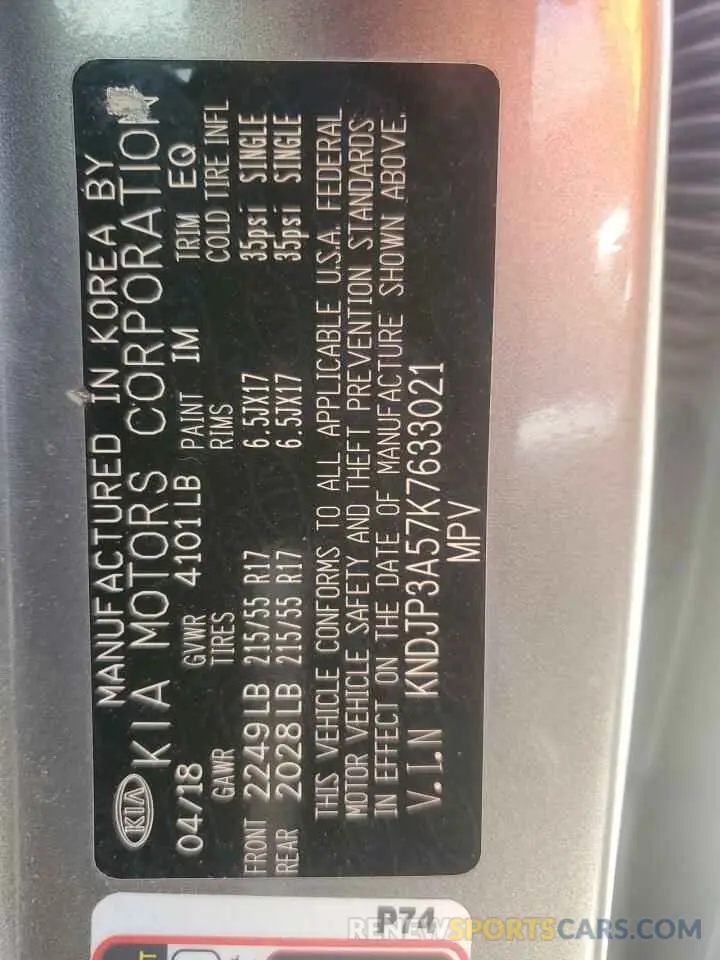 MANUFACTURED IN KOREA BY
KIA KIA MOTORS CORPORATION
04/18 GVWR 4101LB PAINT IM TRIM EQ
GAWR TIRES RIMS COLD TIRE INFL
FRONT 2249LB 215/55 R17 6.5JX17 35psi SINGLE
REAR 2028LB 215/55 R17 6.5JX17 35psi SINGLE
THIS VEHICLE CONFORMS TO ALL APPLICABLE U.S.A. FEDERAL
MOTOR VEHICLE SAFETY AND THEFT PREVENTION STANDARDS
IN EFFECT ON THE DATE OF MANUFACTURE SHOWN ABOVE.
V.I.N KNDJP3A57K7633021
MPV
P74
RENEWSPORTSCARS.COM